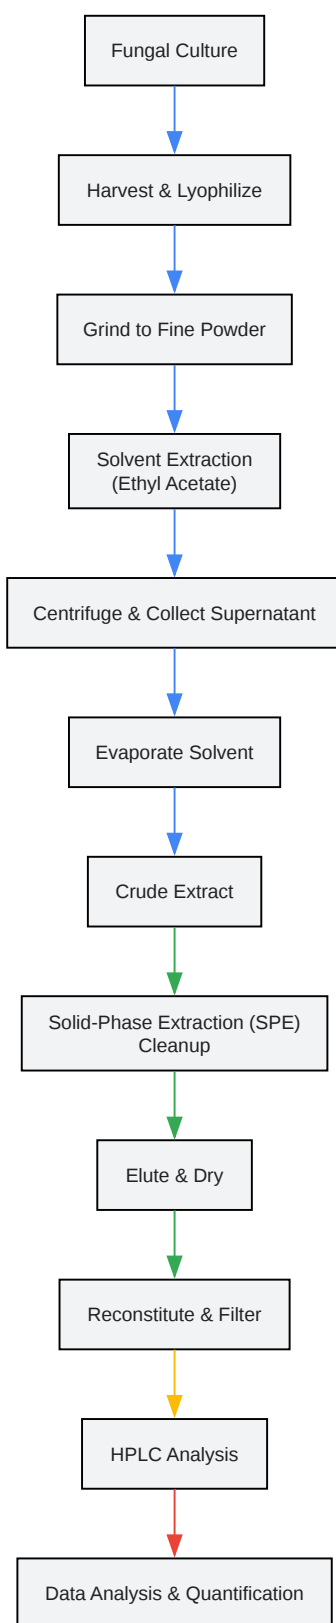 Fungal Culture
Harvest & Lyophilize
Grind to Fine Powder
Solvent Extraction
(Ethyl Acetate)
Centrifuge & Collect Supernatant
Evaporate Solvent
Crude Extract
Solid-Phase Extraction (SPE)
Cleanup
Elute & Dry
Reconstitute & Filter
HPLC Analysis
Data Analysis & Quantification